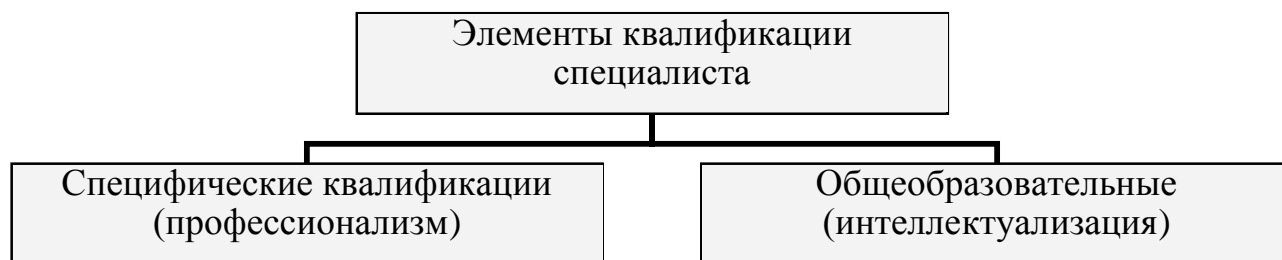 Элементы квалификации
специалиста
Специфические квалификации
(профессионализм)
Общеобразовательные
(интеллектуализация)